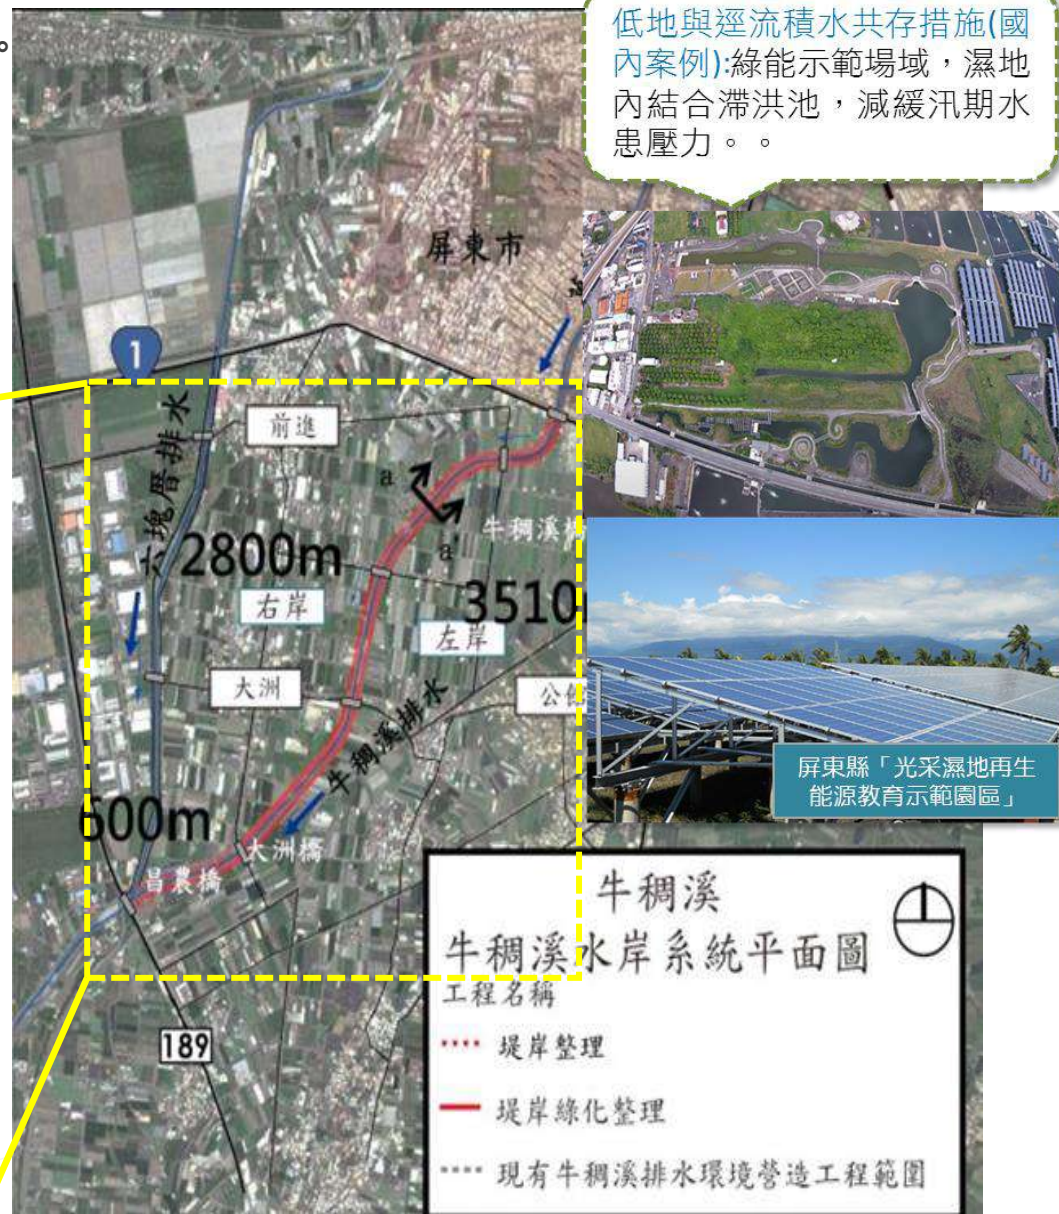 。
低地與逕流積水共存措施(國
內案例):綠能示範場域，濕地
內結合滯洪池，減緩汛期水
患壓力。。
屏東市
1
前進
六塊厝排水
a
a'
牛稠溪橋
2800m
3510
右岸
左岸
大洲
公館
牛稠溪排水
600m
大洲橋
昌農橋
屏東縣「光采濕地再生
能源教育示範園區」
189
牛稠溪
牛稠溪水岸系統平面圖
工程名稱
堤岸整理
堤岸綠化整理
現有牛稠溪排水環境營造工程範圍